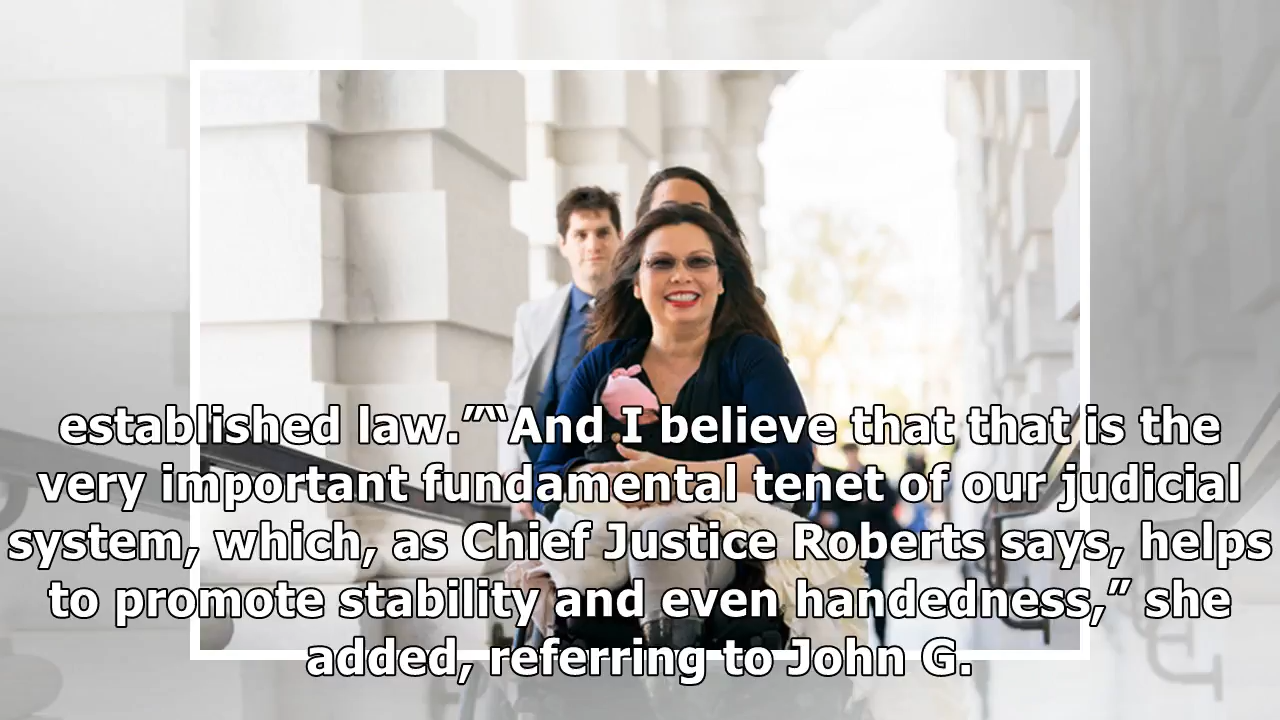 established law.”“‘And I believe that that is the
very important fundamental tenet of our judicial
system, which, as Chief Justice Roberts says, helps
to promote stability and even handedness,” she
added, referring to John G.